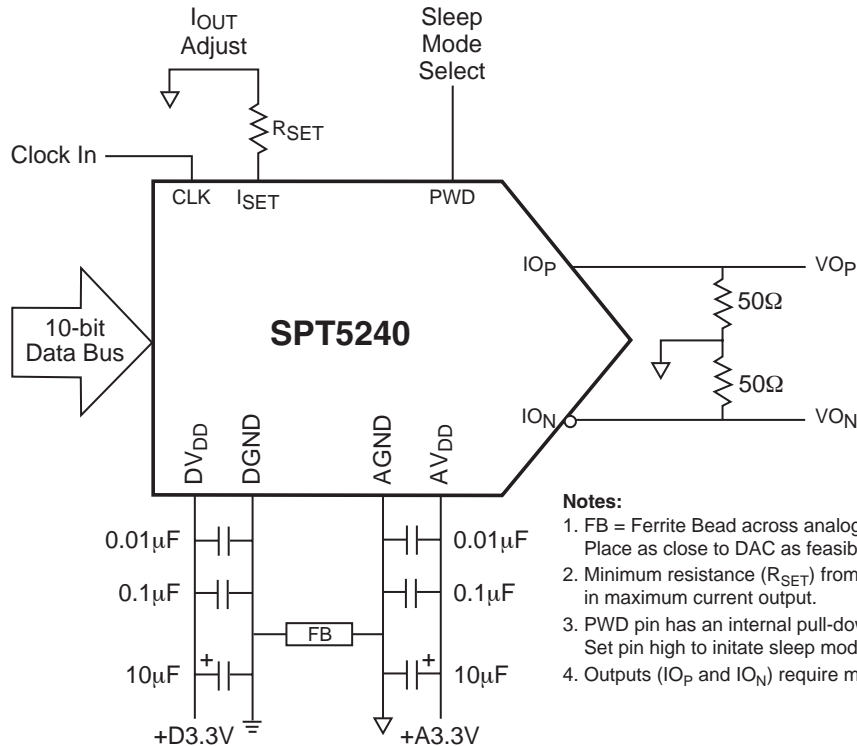 IOUT
Adjust
Sleep
Mode
Select
RSET
Clock In
CLK
ISET
PWD
IOP
VOP
50Ω
10-bit
Data Bus
SPT5240
50Ω
ION
VON
DVDD
DGND
AGND
AVDD
0.01µF
0.01µF
0.1µF
0.1µF
FB
10µF
+
+
10µF
+D3.3V
+A3.3V
Notes:
1. FB = Ferrite Bead across analog
Place as close to DAC as
2. Minimum resistance (RSET) from
in maximum current output.
3. PWD pin has an internal
Set pin high to initate sleep
4. Outputs (IOP and ION) require